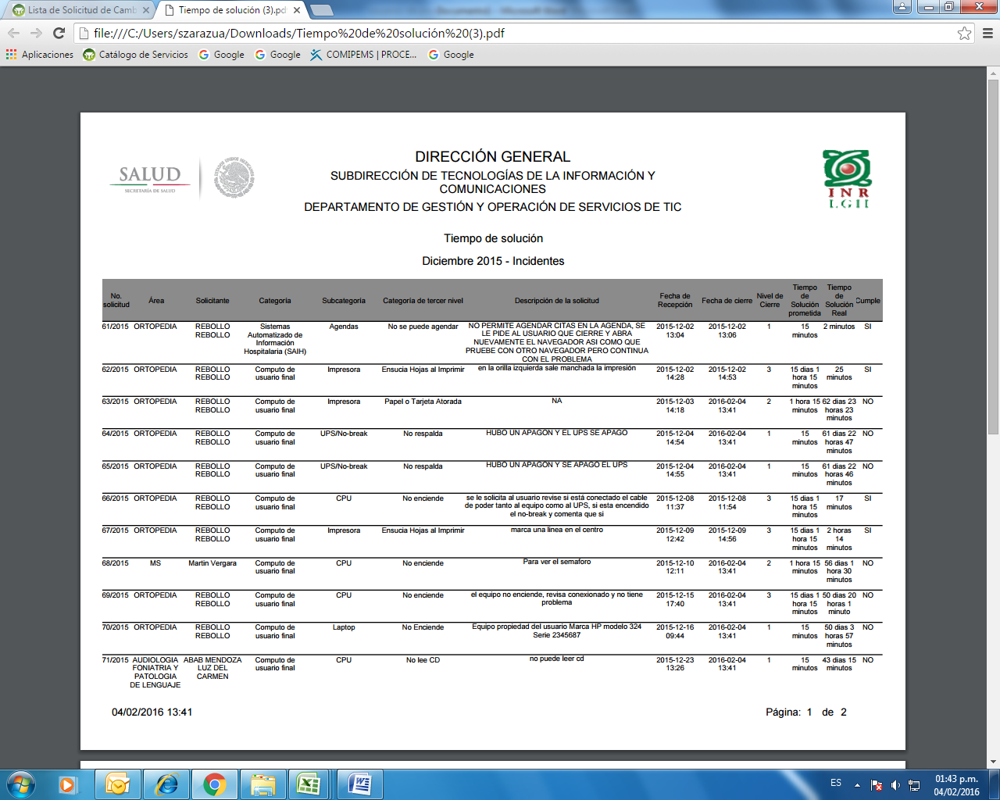 Lista de Solicitud de Camb
Tiempo de solución (3).pd
file:///C:/Users/szarazua/Downloads/Tiempo%20de%20solución%20(3).pdf
Aplicaciones Catálogo de Servicios Google Google COMIPEMS | PROCE... Google
SALUD
SECRETARÍA DE SALUD
DIRECCIÓN GENERAL
SUBDIRECCIÓN DE TECNOLOGÍAS DE LA INFORMACIÓN Y
COMUNICACIONES
DEPARTAMENTO DE GESTIÓN Y OPERACIÓN DE SERVICIOS DE TIC
INR
LGII
Tiempo de solución
Diciembre 2015 - Incidentes
No. solicitud Área Solicitante Categoría Subcategoría Categoría de tercer nivel Descripción de la solicitud Fecha de Recepción Fecha de cierre Nivel de Cierre Tiempo de Solución prometida Tiempo de Solución Real Cumple
61/2015 ORTOPEDIA REBOLLO REBOLLO Sistemas Automatizado de Información Hospitalaria (SAIH) Agendas No se puede agendar NO PERMITE AGENDAR CITAS EN LA AGENDA, SE LE PIDE AL USUARIO QUE CIERRE Y ABRA NUEVAMENTE EL NAVEGADOR ASI COMO QUE PRUEBE CON OTRO NAVEGADOR PERO CONTINUA CON EL PROBLEMA 2015-12-02 13:04 2015-12-02 13:06 1 15 minutos 2 minutos SI
62/2015 ORTOPEDIA REBOLLO REBOLLO Computo de usuario final Impresora Ensucia Hojas al Imprimir en la orilla izquierda sale manchada la impresión 2015-12-02 14:28 2015-12-02 14:53 3 15 dias 1 hora 15 minutos 25 minutos SI
63/2015 ORTOPEDIA REBOLLO REBOLLO Computo de usuario final Impresora Papel o Tarjeta Atorada NA 2015-12-03 14:18 2016-02-04 13:41 2 1 hora 15 minutos 62 dias 23 horas 23 minutos NO
64/2015 ORTOPEDIA REBOLLO REBOLLO Computo de usuario final UPS/No-break No respalda HUBO UN APAGON Y EL UPS SE APAGO 2015-12-04 14:54 2016-02-04 13:41 1 15 minutos 61 dias 22 horas 47 minutos NO
65/2015 ORTOPEDIA REBOLLO REBOLLO Computo de usuario final UPS/No-break No respalda HUBO UN APAGON Y SE APAGO EL UPS 2015-12-04 14:55 2016-02-04 13:41 1 15 minutos 61 dias 22 horas 46 minutos NO
66/2015 ORTOPEDIA REBOLLO REBOLLO Computo de usuario final CPU No enciende se le solicita al usuario revise si está conectado el cable de poder tanto al equipo como al UPS, si esta encendido el no-break y comenta que si 2015-12-08 11:37 2015-12-08 11:54 3 15 dias 1 hora 15 minutos 17 minutos SI
67/2015 ORTOPEDIA REBOLLO REBOLLO Computo de usuario final Impresora Ensucia Hojas al Imprimir marca una linea en el centro 2015-12-09 12:42 2015-12-09 14:56 3 15 dias 1 hora 15 minutos 2 horas 14 minutos SI
68/2015 MS Martin Vergara Computo de usuario final CPU No enciende Para ver el semaforo 2015-12-10 12:11 2016-02-04 13:41 2 1 hora 15 minutos 56 dias 1 hora 30 minutos NO
69/2015 ORTOPEDIA REBOLLO REBOLLO Computo de usuario final CPU No enciende el equipo no enciende, revisa conexionado y no tiene problema 2015-12-15 17:40 2016-02-04 13:41 3 15 dias 1 hora 15 minutos 50 dias 20 horas 1 minuto NO
70/2015 ORTOPEDIA REBOLLO REBOLLO Computo de usuario final Laptop No Enciende Equipo propiedad del usuario Marca HP modelo 324 Serie 2345687 2015-12-16 09:44 2016-02-04 13:41 1 15 minutos 50 dias 3 horas 57 minutos NO
71/2015 AUDIOLOGIA FONIATRIA Y PATOLOGIA DE LENGUAJE ABAB MENDOZA LUZ DEL CARMEN Computo de usuario final CPU No lee CD no puede leer cd 2015-12-23 13:26 2016-02-04 13:41 1 15 minutos 43 dias 15 minutos NO
04/02/2016 13:41 Página: 1 de 2
ES 01:43 p.m.
04/02/2016